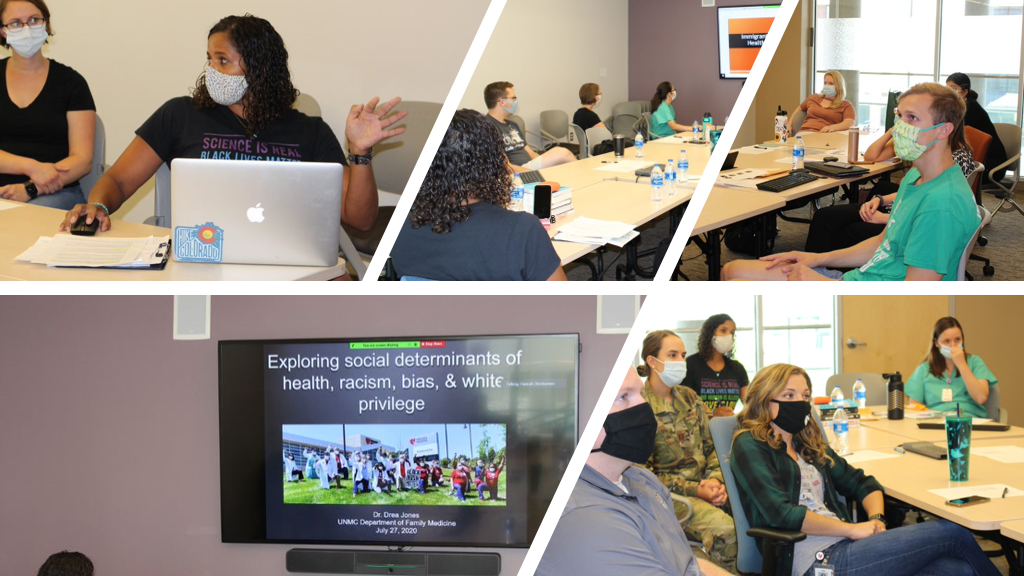 SCIENCE IS REAL
BLACK LIVES MATTER
COLORADO
Immigrant
Health
Exploring social determinants of
health, racism, bias, & white
privilege
Dr. Drea Jones
UNMC Department of Family Medicine
July 27, 2020
SCIENCE IS REAL
BLACK LIVES MATTER